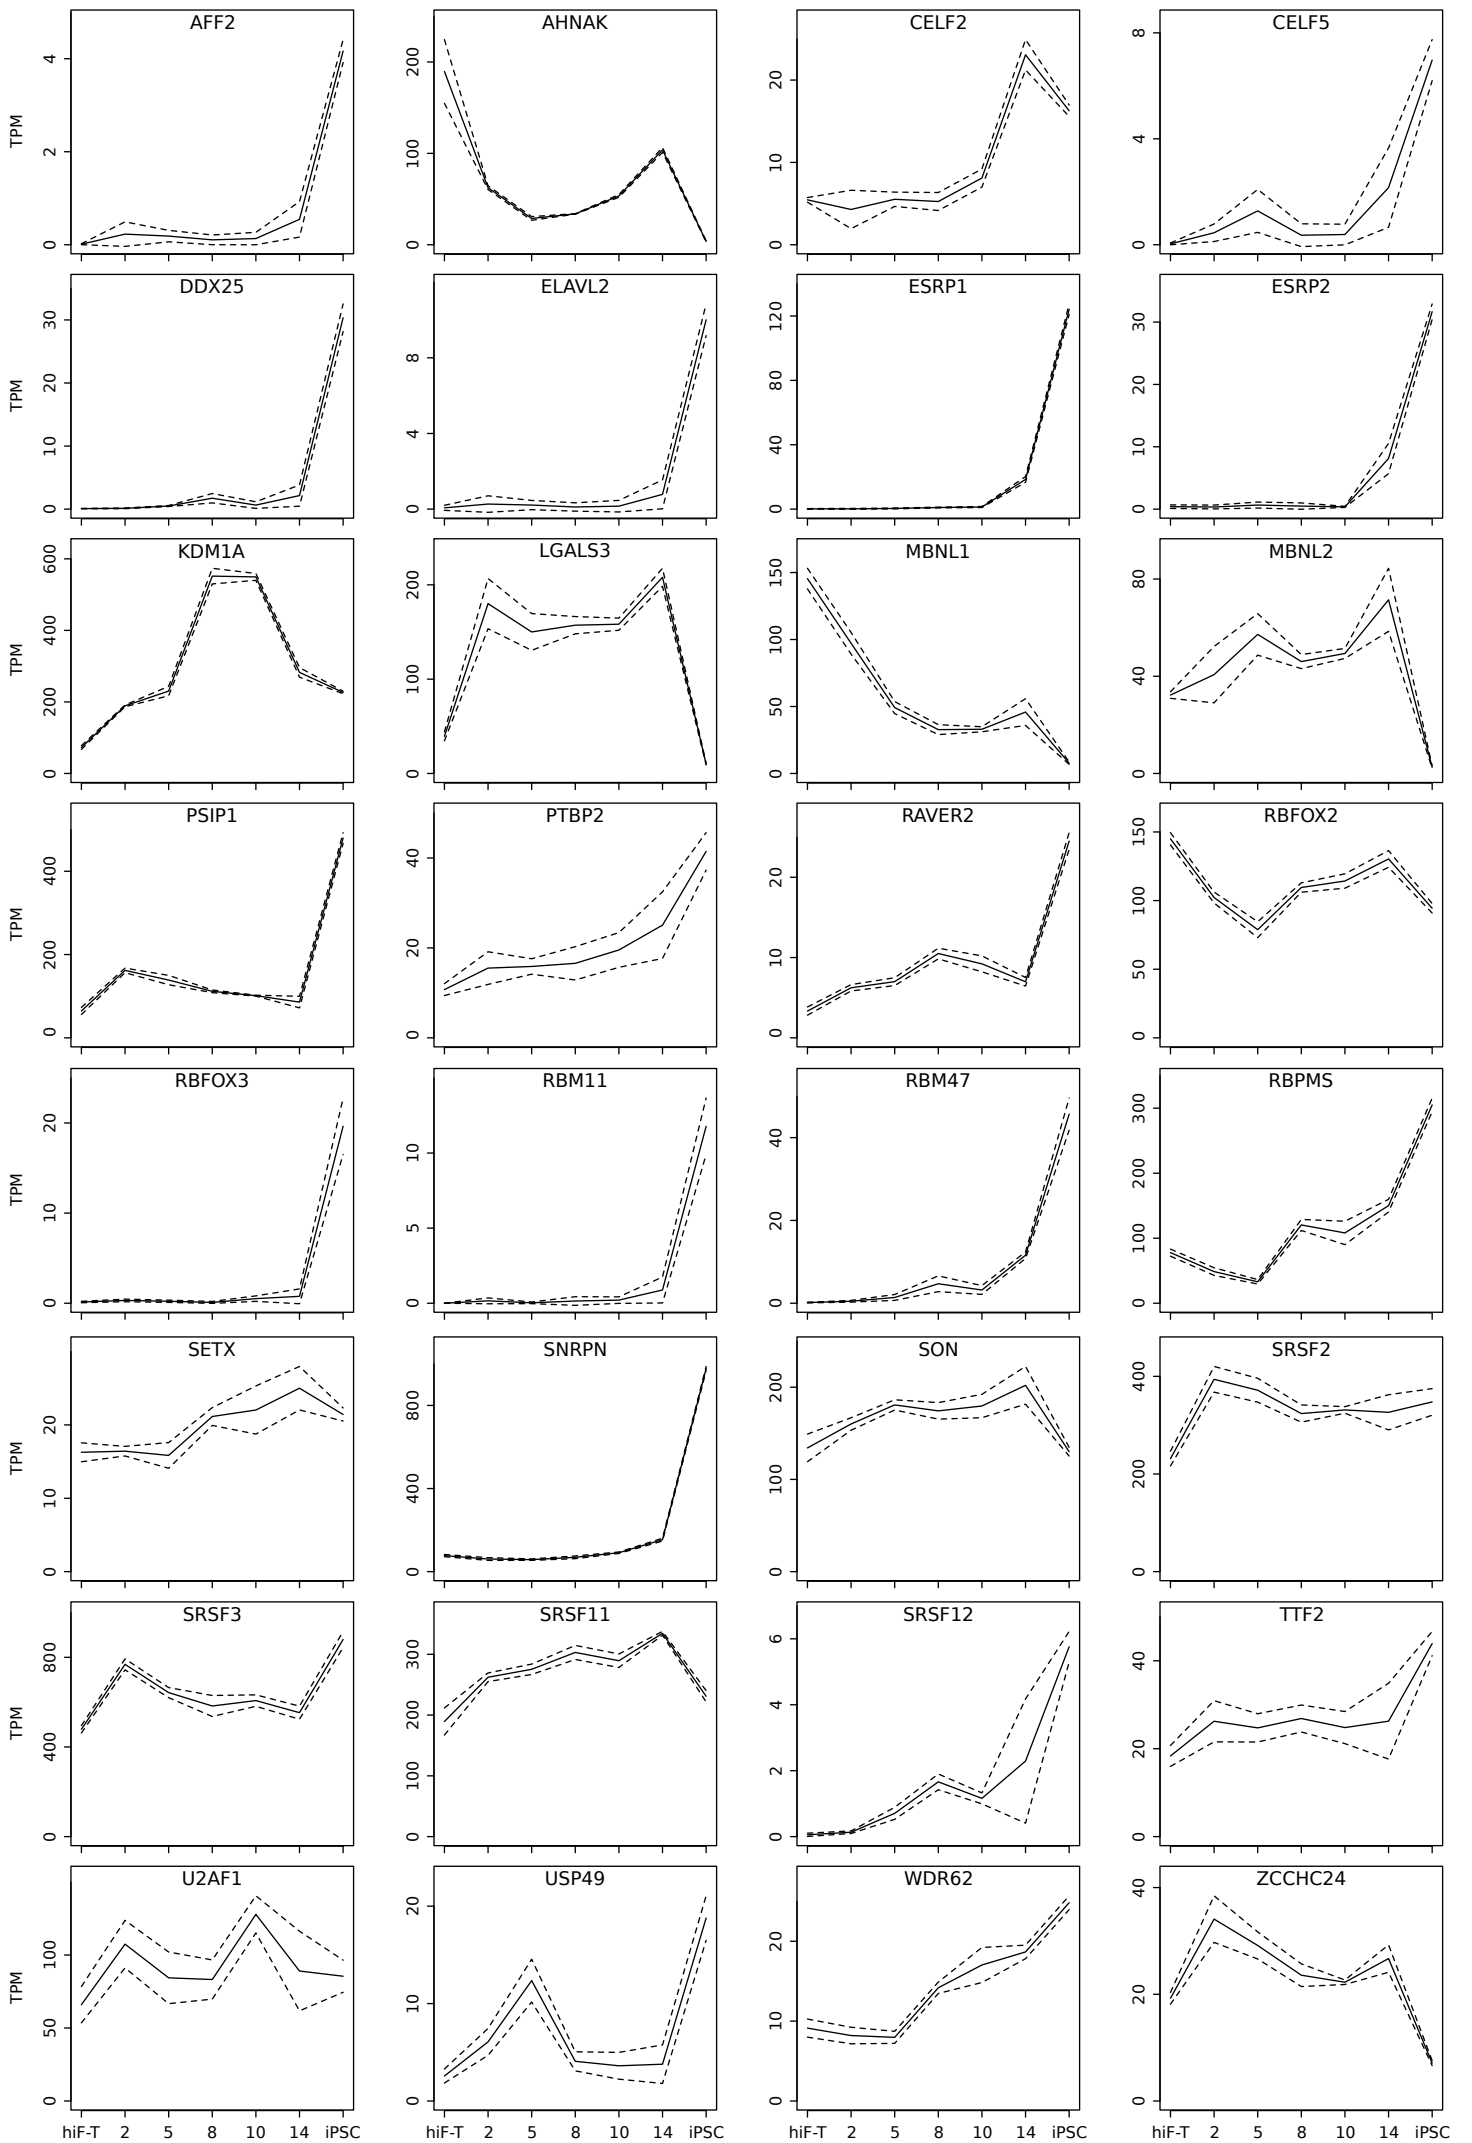 AFF2 AHNAK CELF2 CELF5
TPM 0 2 4 0 100 200 0 10 20 0 4 8
DDX25 ELAVL2 ESRP1 ESRP2
TPM 0 10 20 30 0 4 8 0 40 80 120 0 10 20 30
KDM1A LGALS3 MBNL1 MBNL2
TPM 0 200 400 600 0 100 200 0 50 100 150 0 40 80
PSIP1 PTBP2 RAVER2 RBFOX2
TPM 0 200 400 0 20 40 0 10 20 0 50 100 150
RBFOX3 RBM11 RBM47 RBPMS
TPM 0 10 20 0 5 10 0 20 40 0 100 200 300
SETX SNRPN SON SRSF2
TPM 0 10 20 0 400 800 0 100 200 0 200 400
SRSF3 SRSF11 SRSF12 TTF2
TPM 0 400 800 0 100 200 300 0 2 4 6 0 20 40
U2AF1 USP49 WDR62 ZCCHC24
TPM 0 50 100 0 10 20 0 10 20 0 20 40
hiF-T 2 5 8 10 14 iPSC hiF-T 2 5 8 10 14 iPSC hiF-T 2 5 8 10 14 iPSC hiF-T 2 5 8 10 14 iPSC